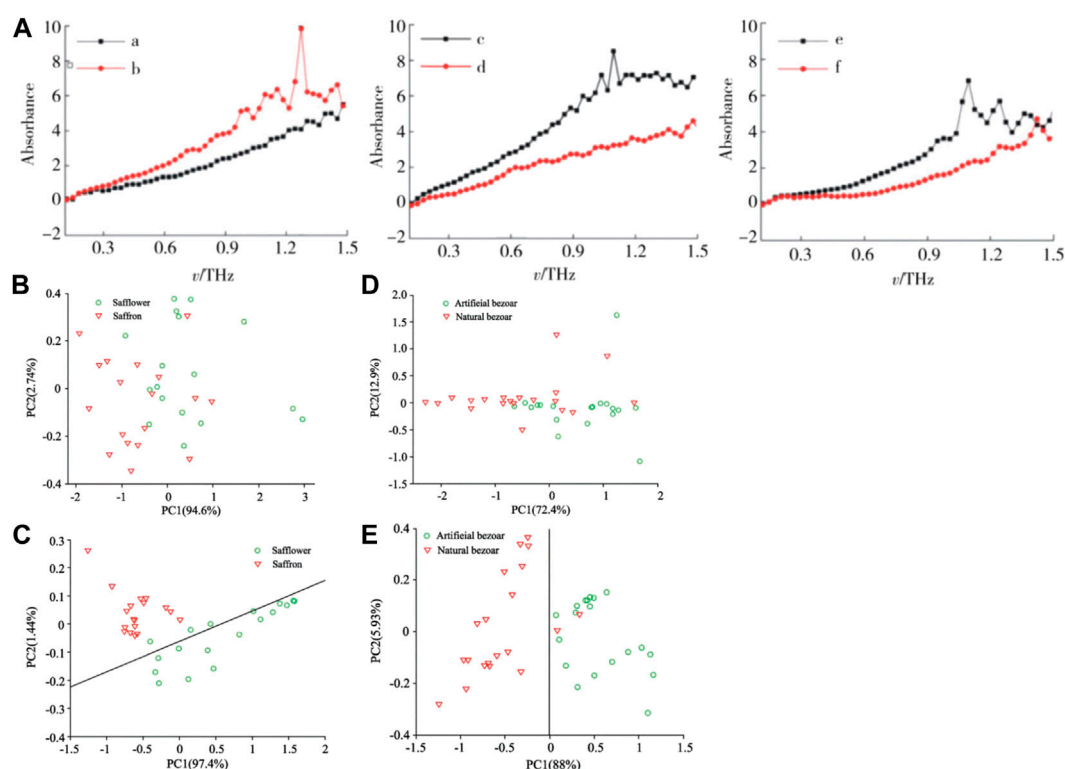 A
10
8
6
4
2
0
−2
Absorbance
a
b
0.3
0.6
0.9
1.2
1.5
v/THz
10
8
6
4
2
0
−2
Absorbance
c
d
0.3
0.6
0.9
1.2
1.5
v/THz
10
8
6
4
2
0
−2
Absorbance
e
f
0.3
0.6
0.9
1.2
1.5
v/THz
B
0.4
0.2
0
-0.2
0.4
PC2(2.74%)
Safflower
Saffron
-2
-1
0
1
2
3
PC1(94.6%)
D
2.0
1.5
1.0
0.5
0
-0.5
-1.0
-1.5
PC2(12.9%)
Artifieial bezoar
Natural bezoar
-2
-1
0
1
2
PC1(72.4%)
C
0.3
0.2
0.1
0
-0.1
-0.2
-0.3
0.4
PC2(1.44%)
Safflower
Saffron
-1.5
-1
-0.5
0
0.5
1
1.5
2
PC1(97.4%)
E
0.4
0.2
0
-0.2
-0.4
PC2(5.93%)
Artifieial bezoar
Natural bezoar
-1.5
-1
-0.5
0
0.5
1
1.5
PC1(88%)